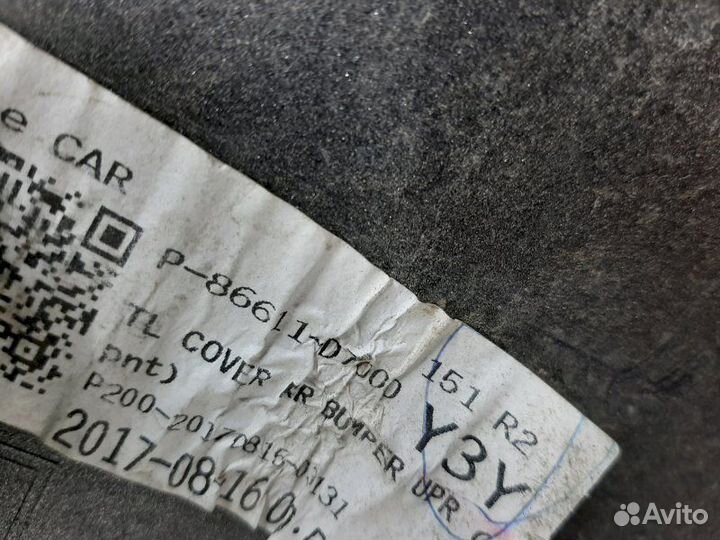 e CAR
P-86611-D7000 151 R2
TL COVER RR BUMPER UPR
pnt) Y3Y
P200-20170816-0131
2017-08-16
Avito